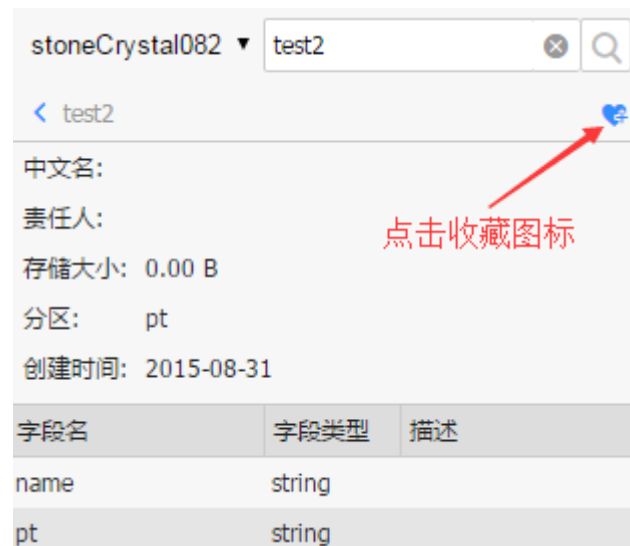 stoneCrystal082 ▼ test2
test2
中文名:
责任人:
点击收藏图标
存储大小: 0.00 B
分区: pt
创建时间: 2015-08-31
字段名 字段类型 描述
name string
pt string